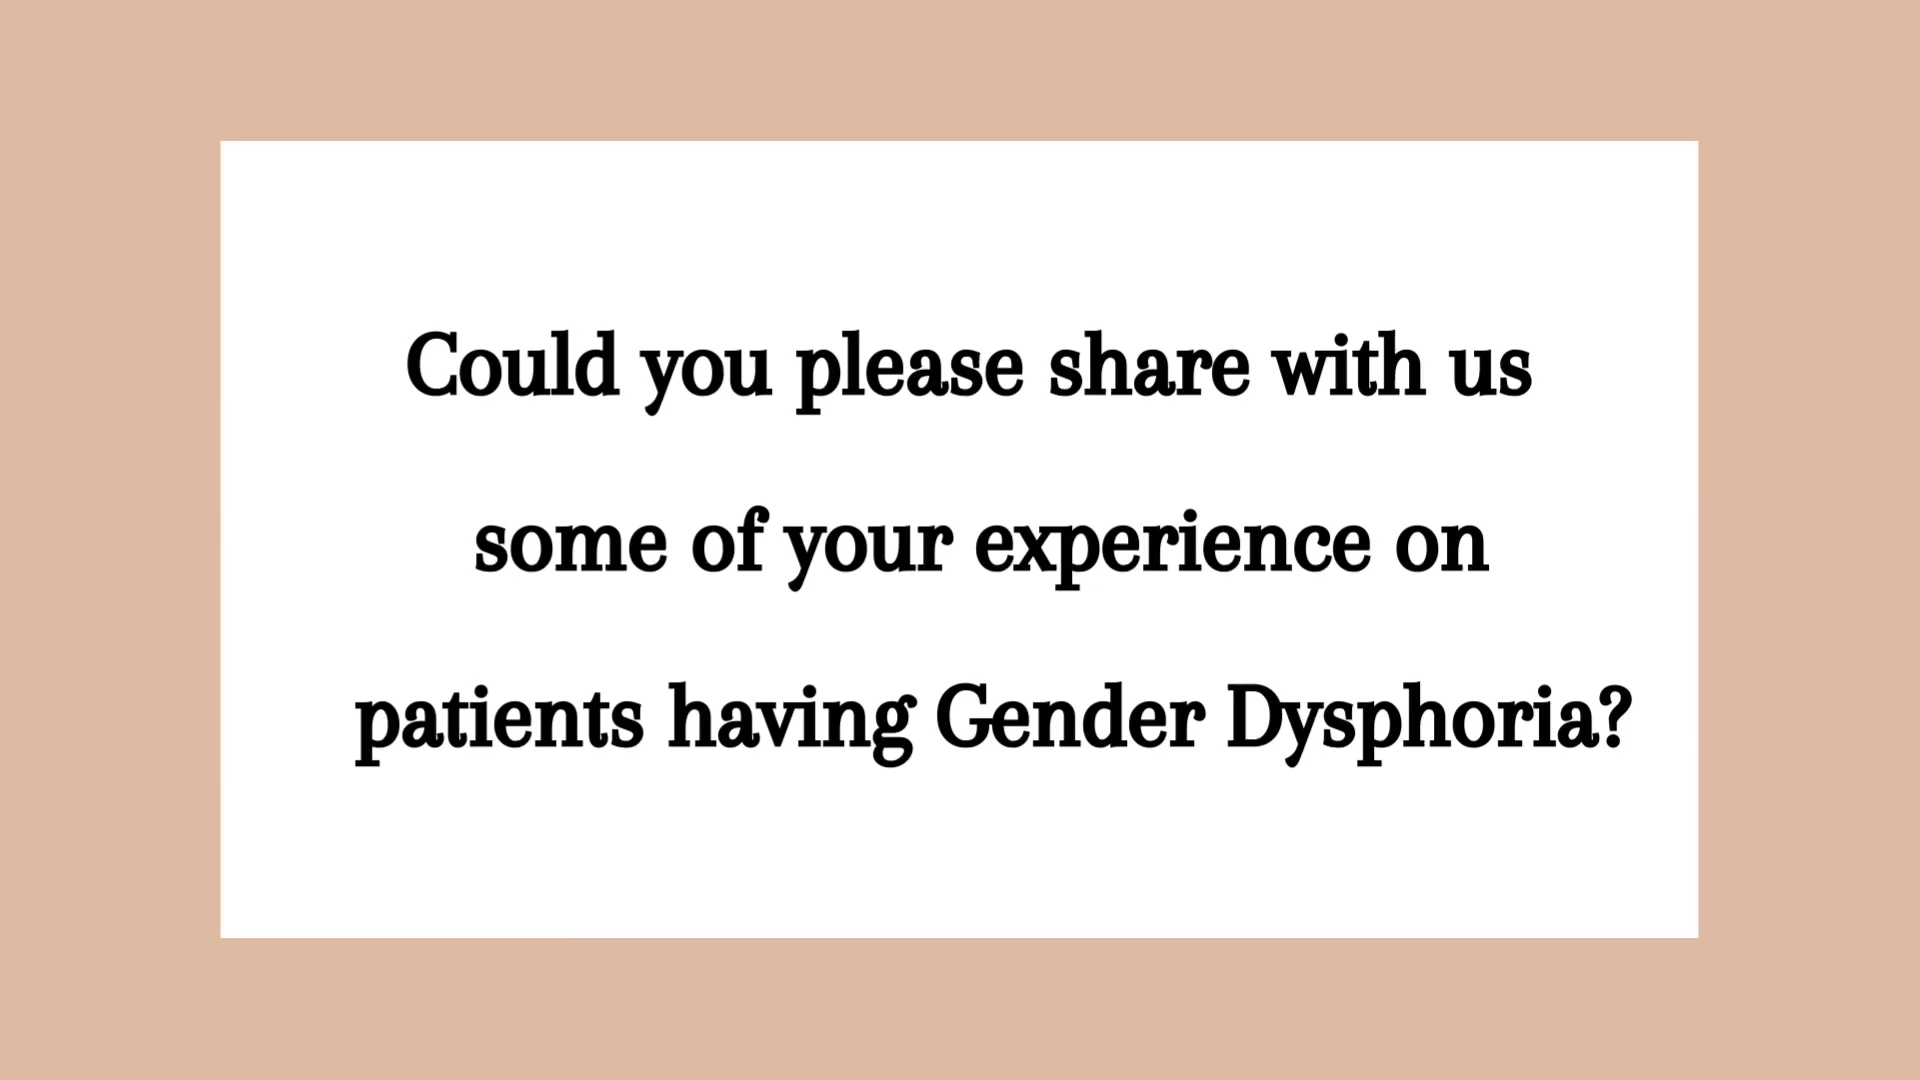 Could you please share with us
some of your experience on
patients having Gender Dysphoria?